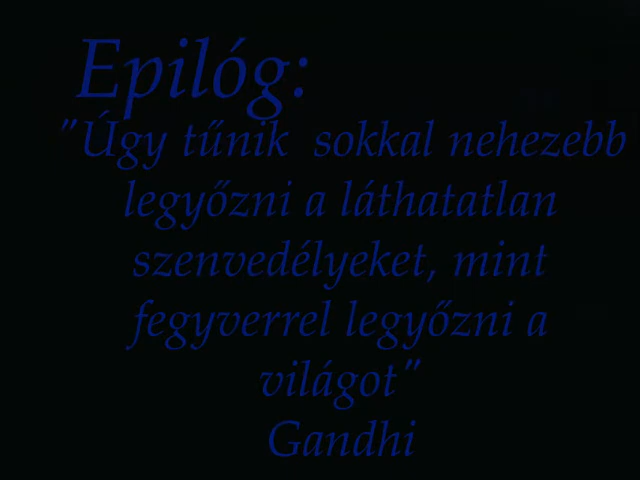 Epilóg:
"Úgy tűnik sokkal nehezebb
legyőzni a láthatatlan
szenvedélyeket, mint
fegyverrel legyőzni a
világot"
Gandhi